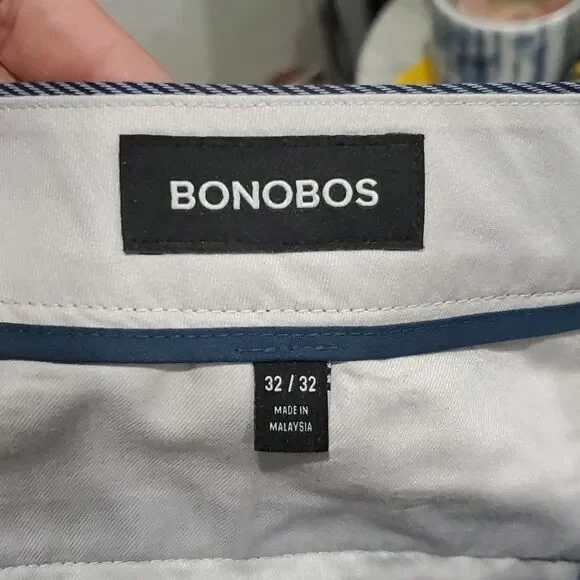 BONOBOS
32 / 32
MADE IN
MALAYSIA